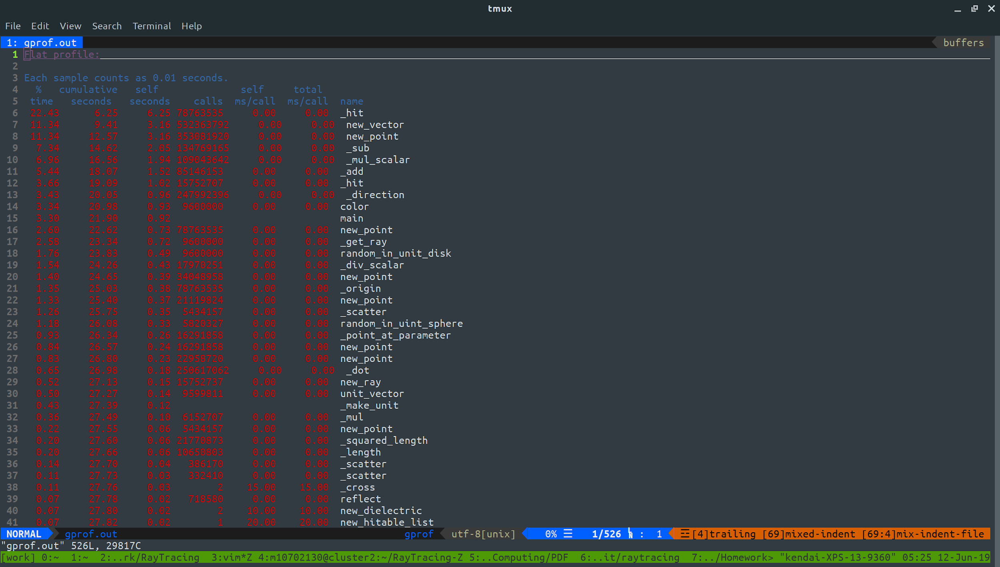 tmux
File Edit View Search Terminal Help
1: gprof.out buffers
1 Flat profile:
2
3 Each sample counts as 0.01 seconds.
4 % cumulative self self total
5 time seconds seconds calls ms/call ms/call name
6 22.43 6.25 6.25 78763535 0.00 0.00 _hit
7 11.34 9.41 3.16 532363792 0.00 0.00 new_vector
8 11.34 12.57 3.16 353081920 0.00 0.00 new_point
9 7.34 14.62 2.05 134769165 0.00 0.00 _sub
10 6.96 16.56 1.94 109043642 0.00 0.00 _mul_scalar
11 5.44 18.07 1.52 85146153 0.00 0.00 _add
12 3.66 19.09 1.02 15752707 0.00 0.00 _hit
13 3.43 20.05 0.96 247992396 0.00 0.00 _direction
14 3.34 20.98 0.93 9600000 0.00 0.00 color
15 3.30 21.90 0.92 main
16 2.60 22.62 0.73 78763535 0.00 0.00 new_point
17 2.58 23.34 0.72 9600000 0.00 0.00 _get_ray
18 1.76 23.83 0.49 9600000 0.00 0.00 random_in_unit_disk
19 1.54 24.26 0.43 17970251 0.00 0.00 _div_scalar
20 1.40 24.65 0.39 34048958 0.00 0.00 new_point
21 1.35 25.03 0.38 78763535 0.00 0.00 _origin
22 1.33 25.40 0.37 21119824 0.00 0.00 new_point
23 1.26 25.75 0.35 5434157 0.00 0.00 _scatter
24 1.18 26.08 0.33 5820327 0.00 0.00 random_in_uint_sphere
25 0.93 26.34 0.26 16291858 0.00 0.00 _point_at_parameter
26 0.84 26.57 0.24 16291858 0.00 0.00 new_point
27 0.83 26.80 0.23 22958720 0.00 0.00 new_point
28 0.65 26.98 0.18 250617062 0.00 0.00 _dot
29 0.52 27.13 0.15 15752737 0.00 0.00 new_ray
30 0.50 27.27 0.14 9599811 0.00 0.00 unit_vector
31 0.43 27.39 0.12 _make_unit
32 0.36 27.49 0.10 6152707 0.00 0.00 _mul
33 0.22 27.55 0.06 5434157 0.00 0.00 new_point
34 0.20 27.60 0.06 21770873 0.00 0.00 _squared_length
35 0.20 27.66 0.06 10650803 0.00 0.00 _length
36 0.14 27.70 0.04 386170 0.00 0.00 _scatter
37 0.11 27.73 0.03 332410 0.00 0.00 _scatter
38 0.11 27.76 0.03 2 15.00 15.00 _cross
39 0.07 27.78 0.02 718580 0.00 0.00 reflect
40 0.07 27.80 0.02 2 10.00 10.00 new_dielectric
41 0.07 27.82 0.02 1 20.00 20.00 new_hitable_list
NORMAL gprof.out gprof utf-8[unix] 0% ☰ 1/526 : 1 ☲[4]trailing [69]mixed-indent [69:4]mix-indent-file
"gprof.out" 526L, 29817C
[work] 0:~ 1:~ 2:..rk/RayTracing 3:vim*Z 4:m10702130@cluster2:~/RayTracing-Z 5:..Computing/PDF 6:..it/raytracing 7:../Homework> "kendai-XPS-13-9360" 05:25 12-Jun-19